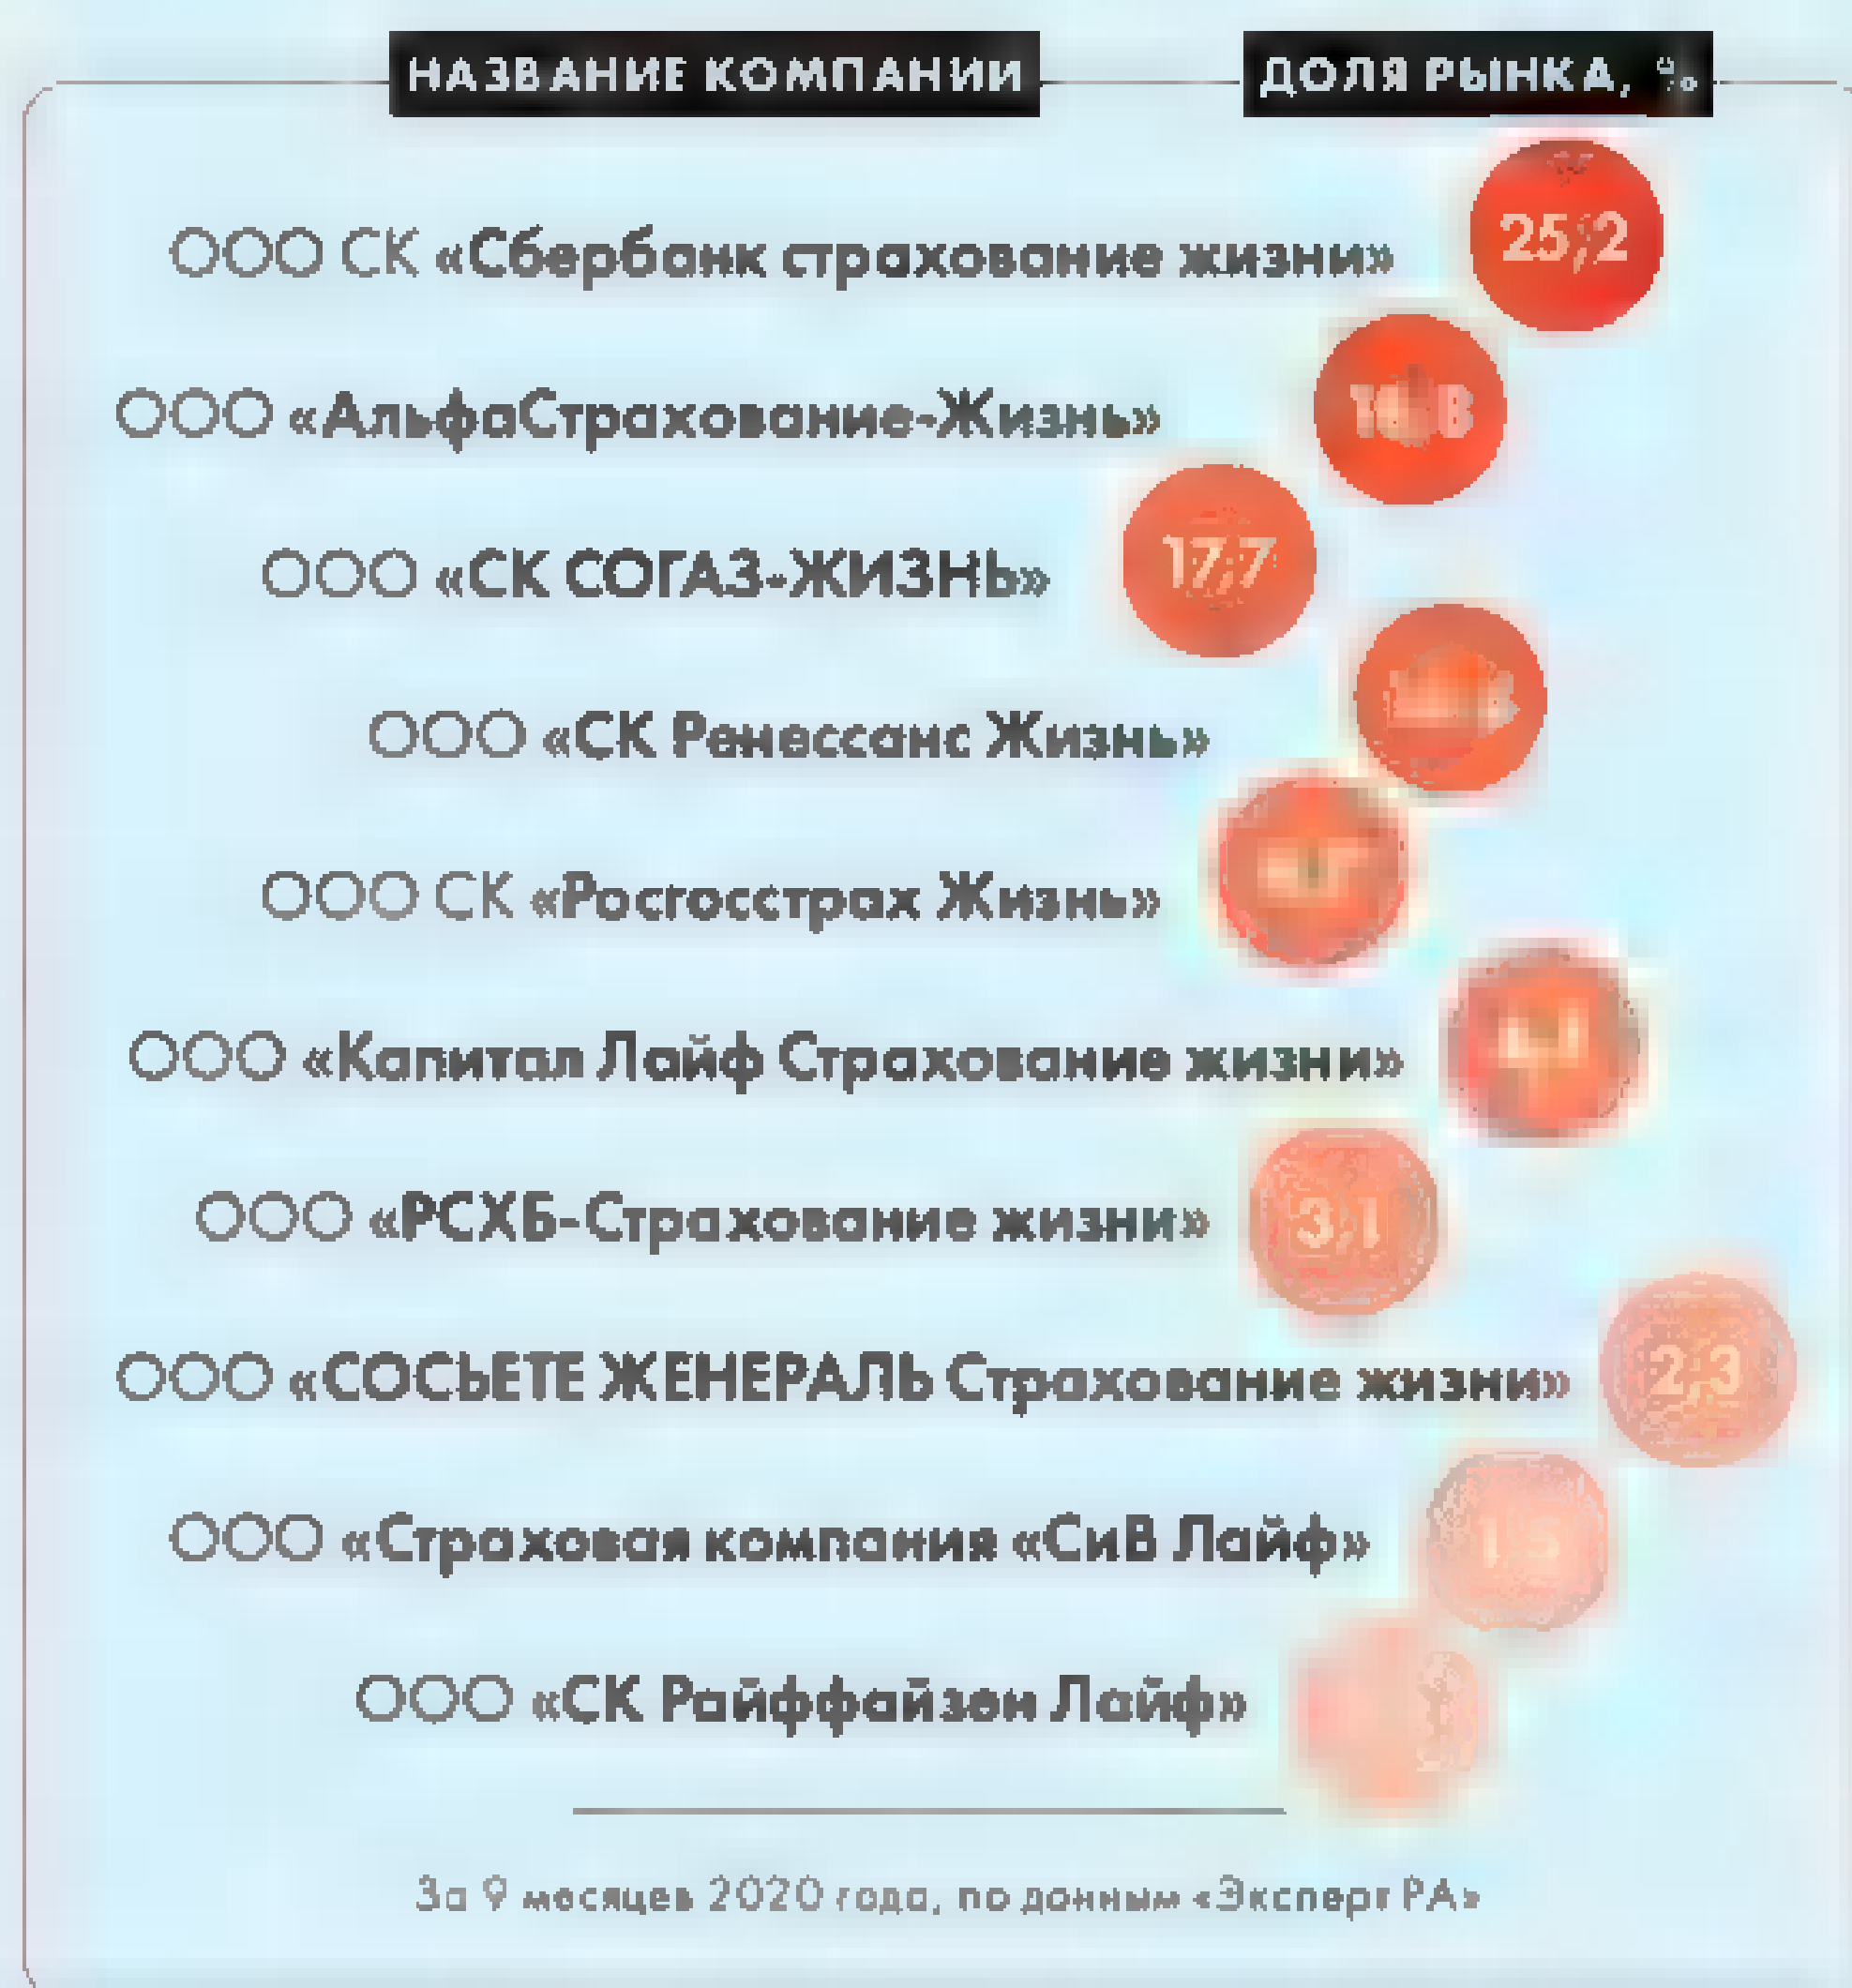 НАЗВАНИЕ КОМПАНИИ ДОЛЯ РЫНКА, %
ООО СК «Сбербанк страхование жизни» 25,2
ООО «АльфаСтрахование-Жизнь»
ООО «СК СОГАЗ-ЖИЗНЬ» 17,7
ООО «СК Ренессанс Жизнь»
ООО СК «Росгосстрах Жизнь»
ООО «Капитал Лайф Страхование жизни»
ООО «РСХБ-Страхование жизни» 3,1
ООО «СОСЬЕТЕ ЖЕНЕРАЛЬ Страхование жизни» 2,3
ООО «Страховая компания «СиВ Лайф» 1,5
ООО «СК Райффайзен Лайф»
За 9 месяцев 2020 года, по данным «Эксперт РА»